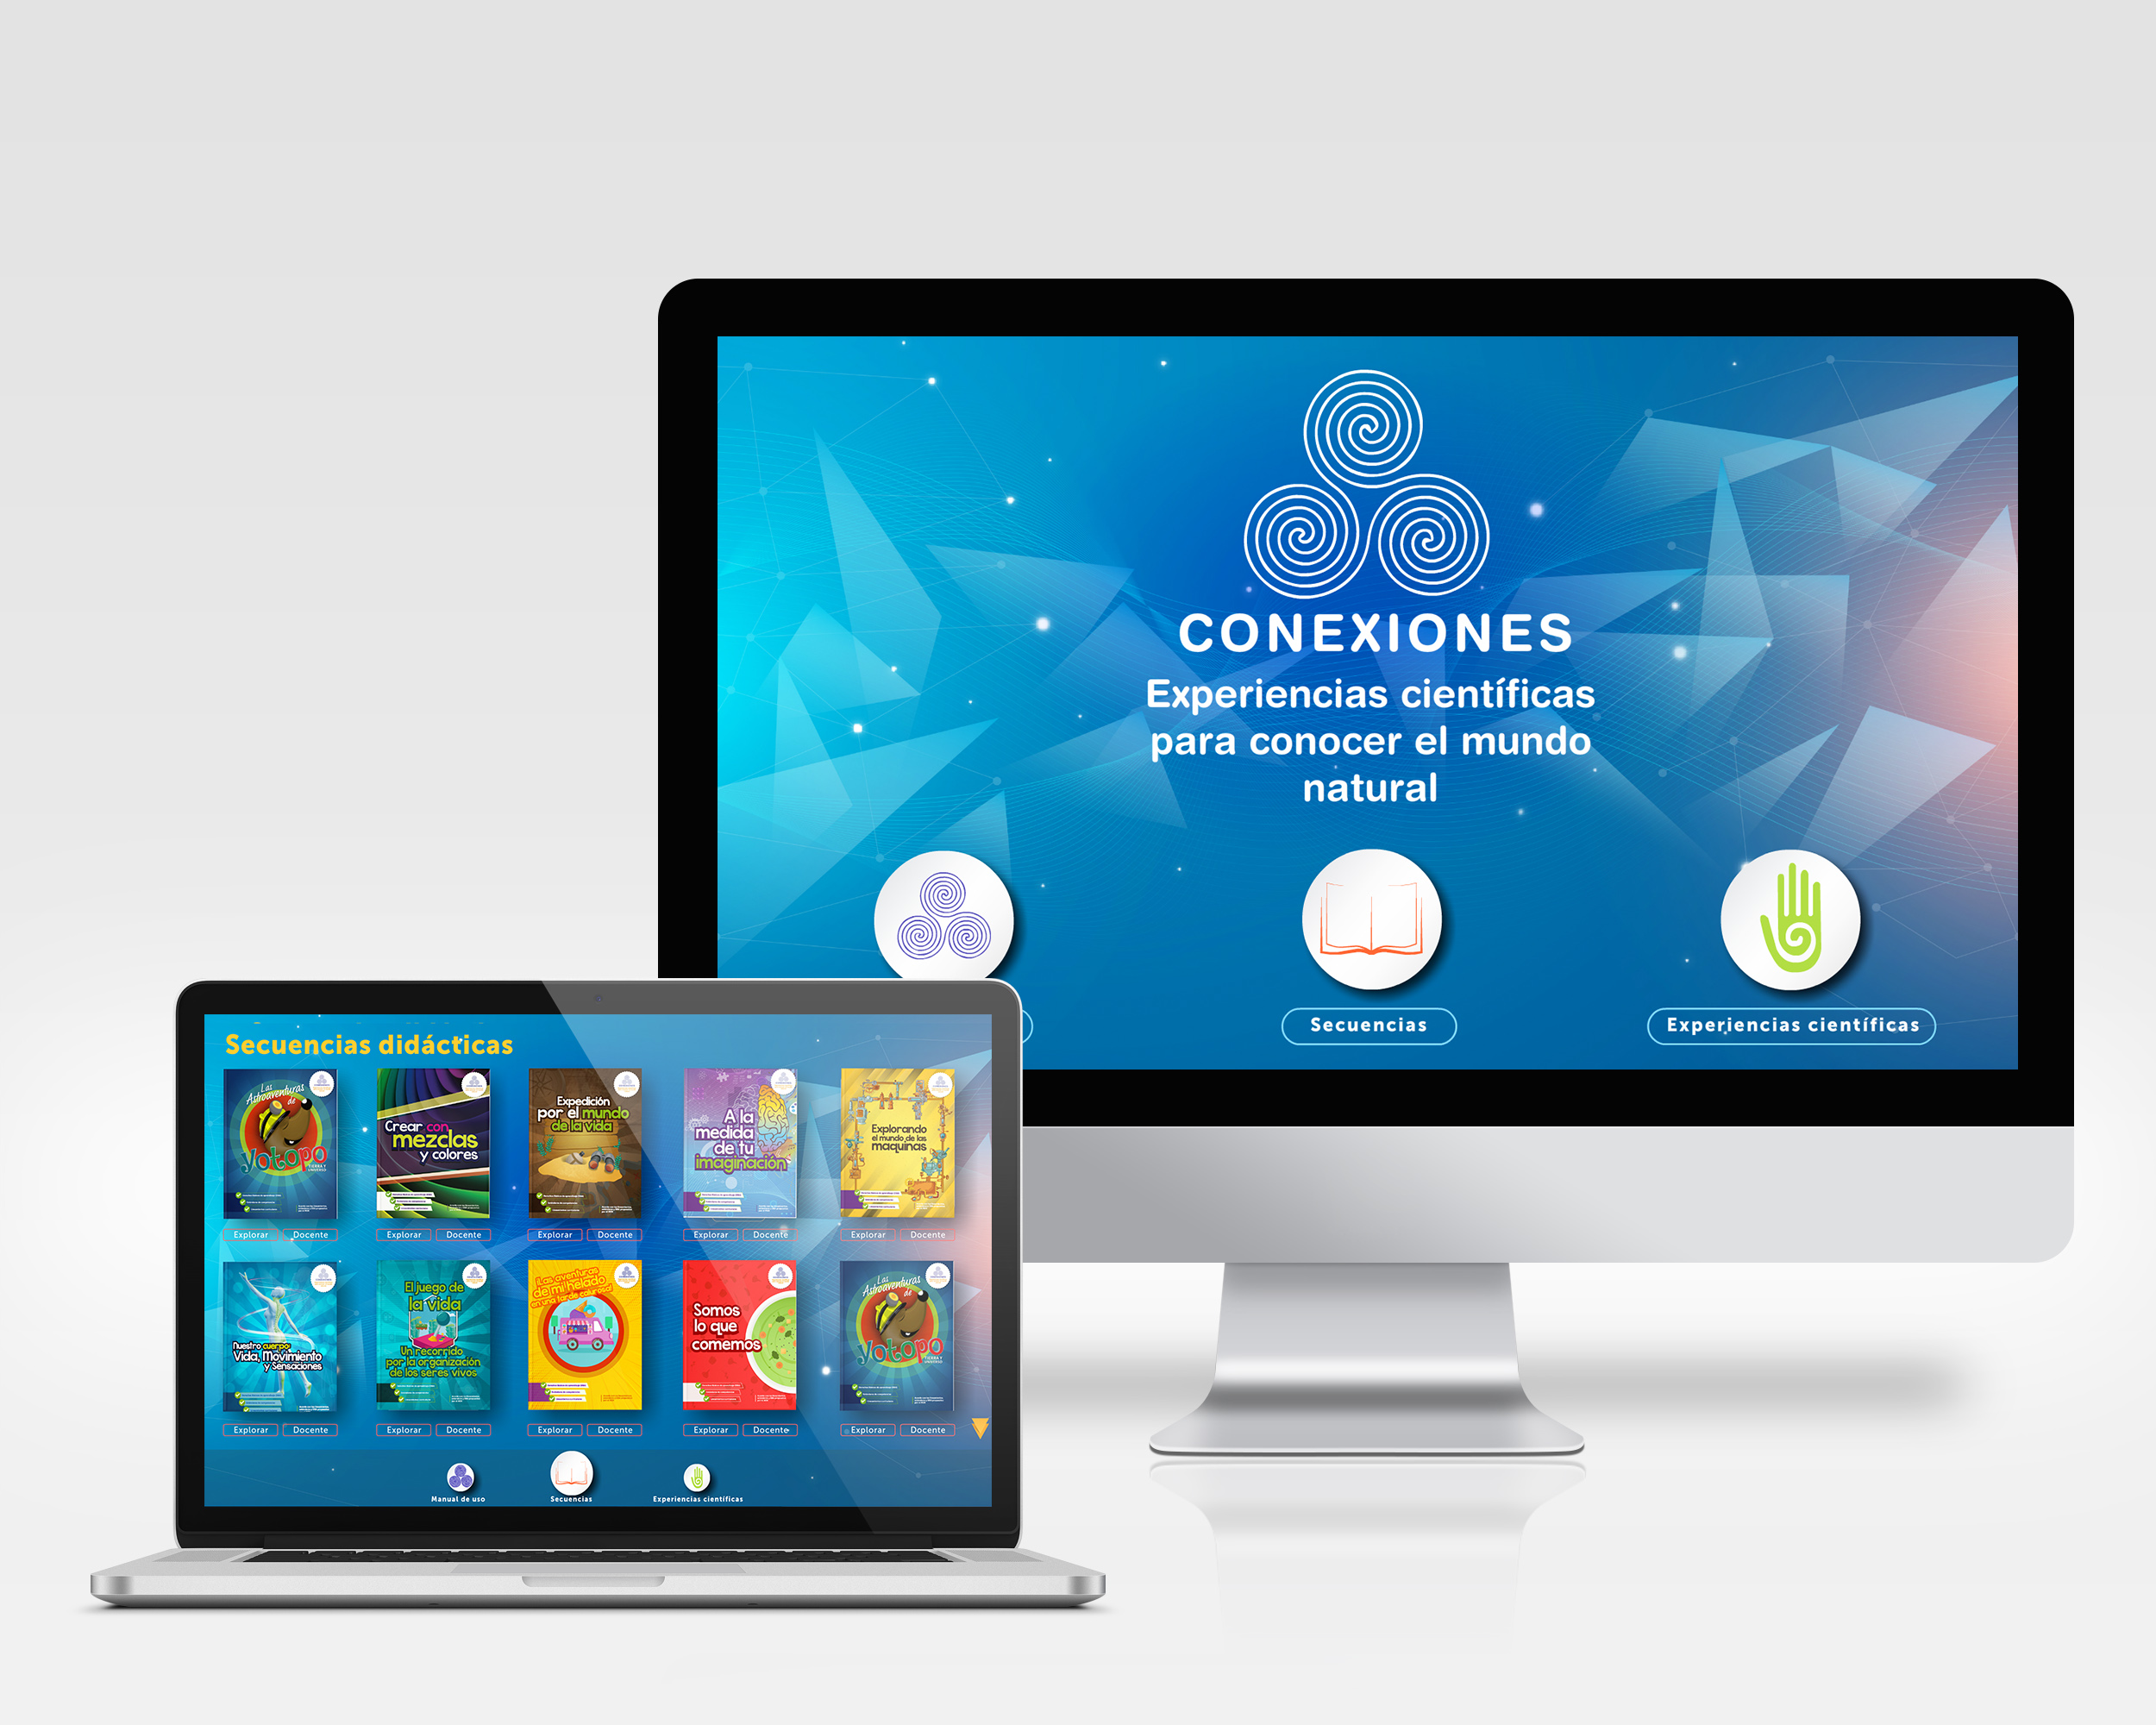 CONEXIONES
Experiencias científicas
para conocer el mundo
natural
Secuencias
Experiencias científicas
Secuencias didácticas
Las
Astroaventuras
de
yotopo
TIERRA Y
UNIVERSO
Crear con
mezclas
y colores
Expedición
por el mundo
de la vida
A la
medida
de tu
imaginación
Explorando
el mundo de las
maquinas
Explorar
Docente
Explorar
Docente
Explorar
Docente
Explorar
Docente
Explorar
Docente
Nuestro cuerpo:
Vida, Movimiento
y Sensaciones
El juego de
la vida
Un recorrido
por la organización
de los seres vivos
¡Las aventuras
de mi helado
en una tarde calurosa!
Somos
lo que
comemos
Las
Astroaventuras
de
yotopo
TIERRA Y
UNIVERSO
Explorar
Docente
Explorar
Docente
Explorar
Docente
Explorar
Docente
Explorar
Docente
Manual de uso
Secuencias
Experiencias científicas